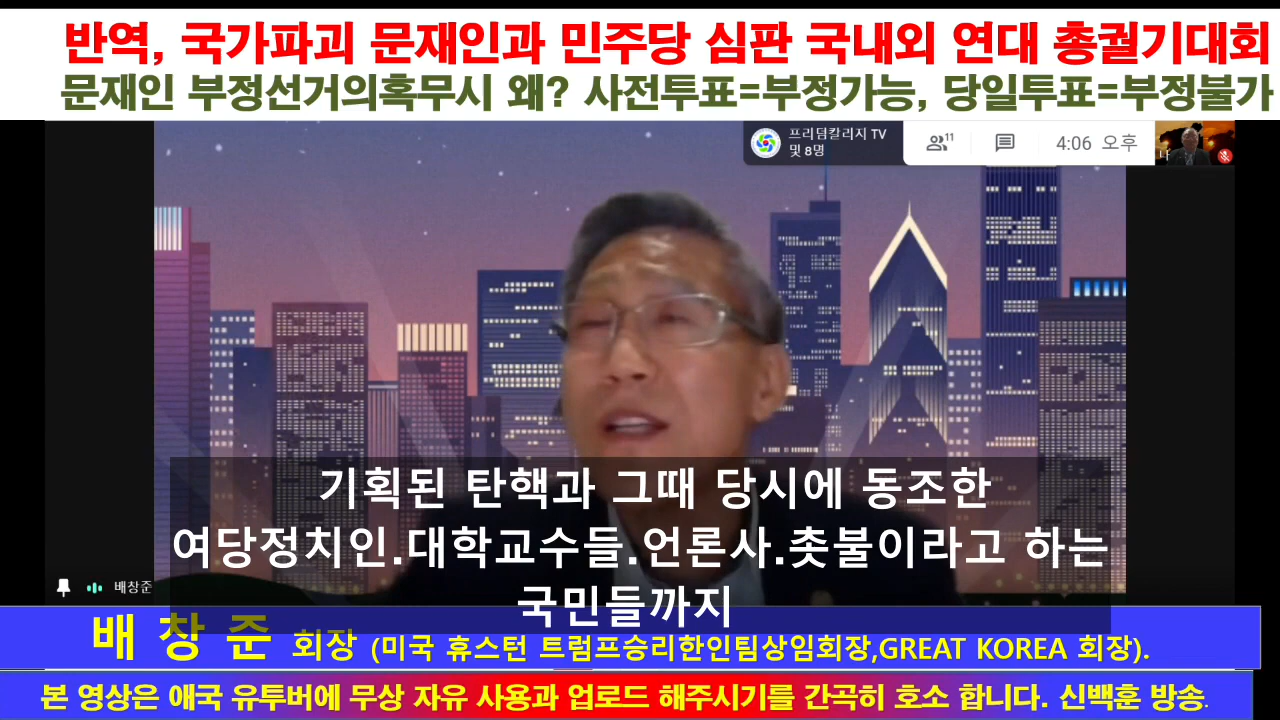 반역, 국가파괴 문재인과 민주당 심판 국내외 연대 총궐기대회
문재인 부정선거의혹무시 왜? 사전투표=부정가능, 당일투표=부정불가
프리덤칼리지 TV
및 8명
11
4:06 오후
나
기획된 탄핵과 그때 당시에 동조한
여당정치인.대학교수들.언론사.촛불이라고 하는
국민들까지
배창준
배 창 준 회장 (미국 휴스턴 트럼프승리한인팀상임회장,GREAT KOREA 회장).
본 영상은 애국 유투버에 무상 자유 사용과 업로드 해주시기를 간곡히 호소 합니다. 신백훈 방송.